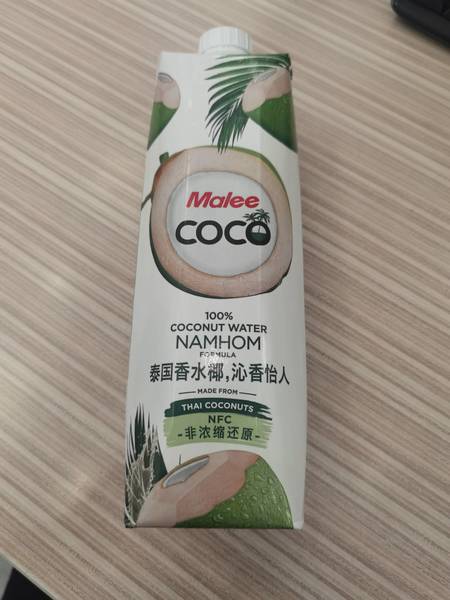 Malee
COCO
100%
COCONUT WATER
NAMHOM
FORMULA
泰国香水椰,沁香怡人
MADE FROM
THAI COCONUTS
NFC
-非浓缩还原-